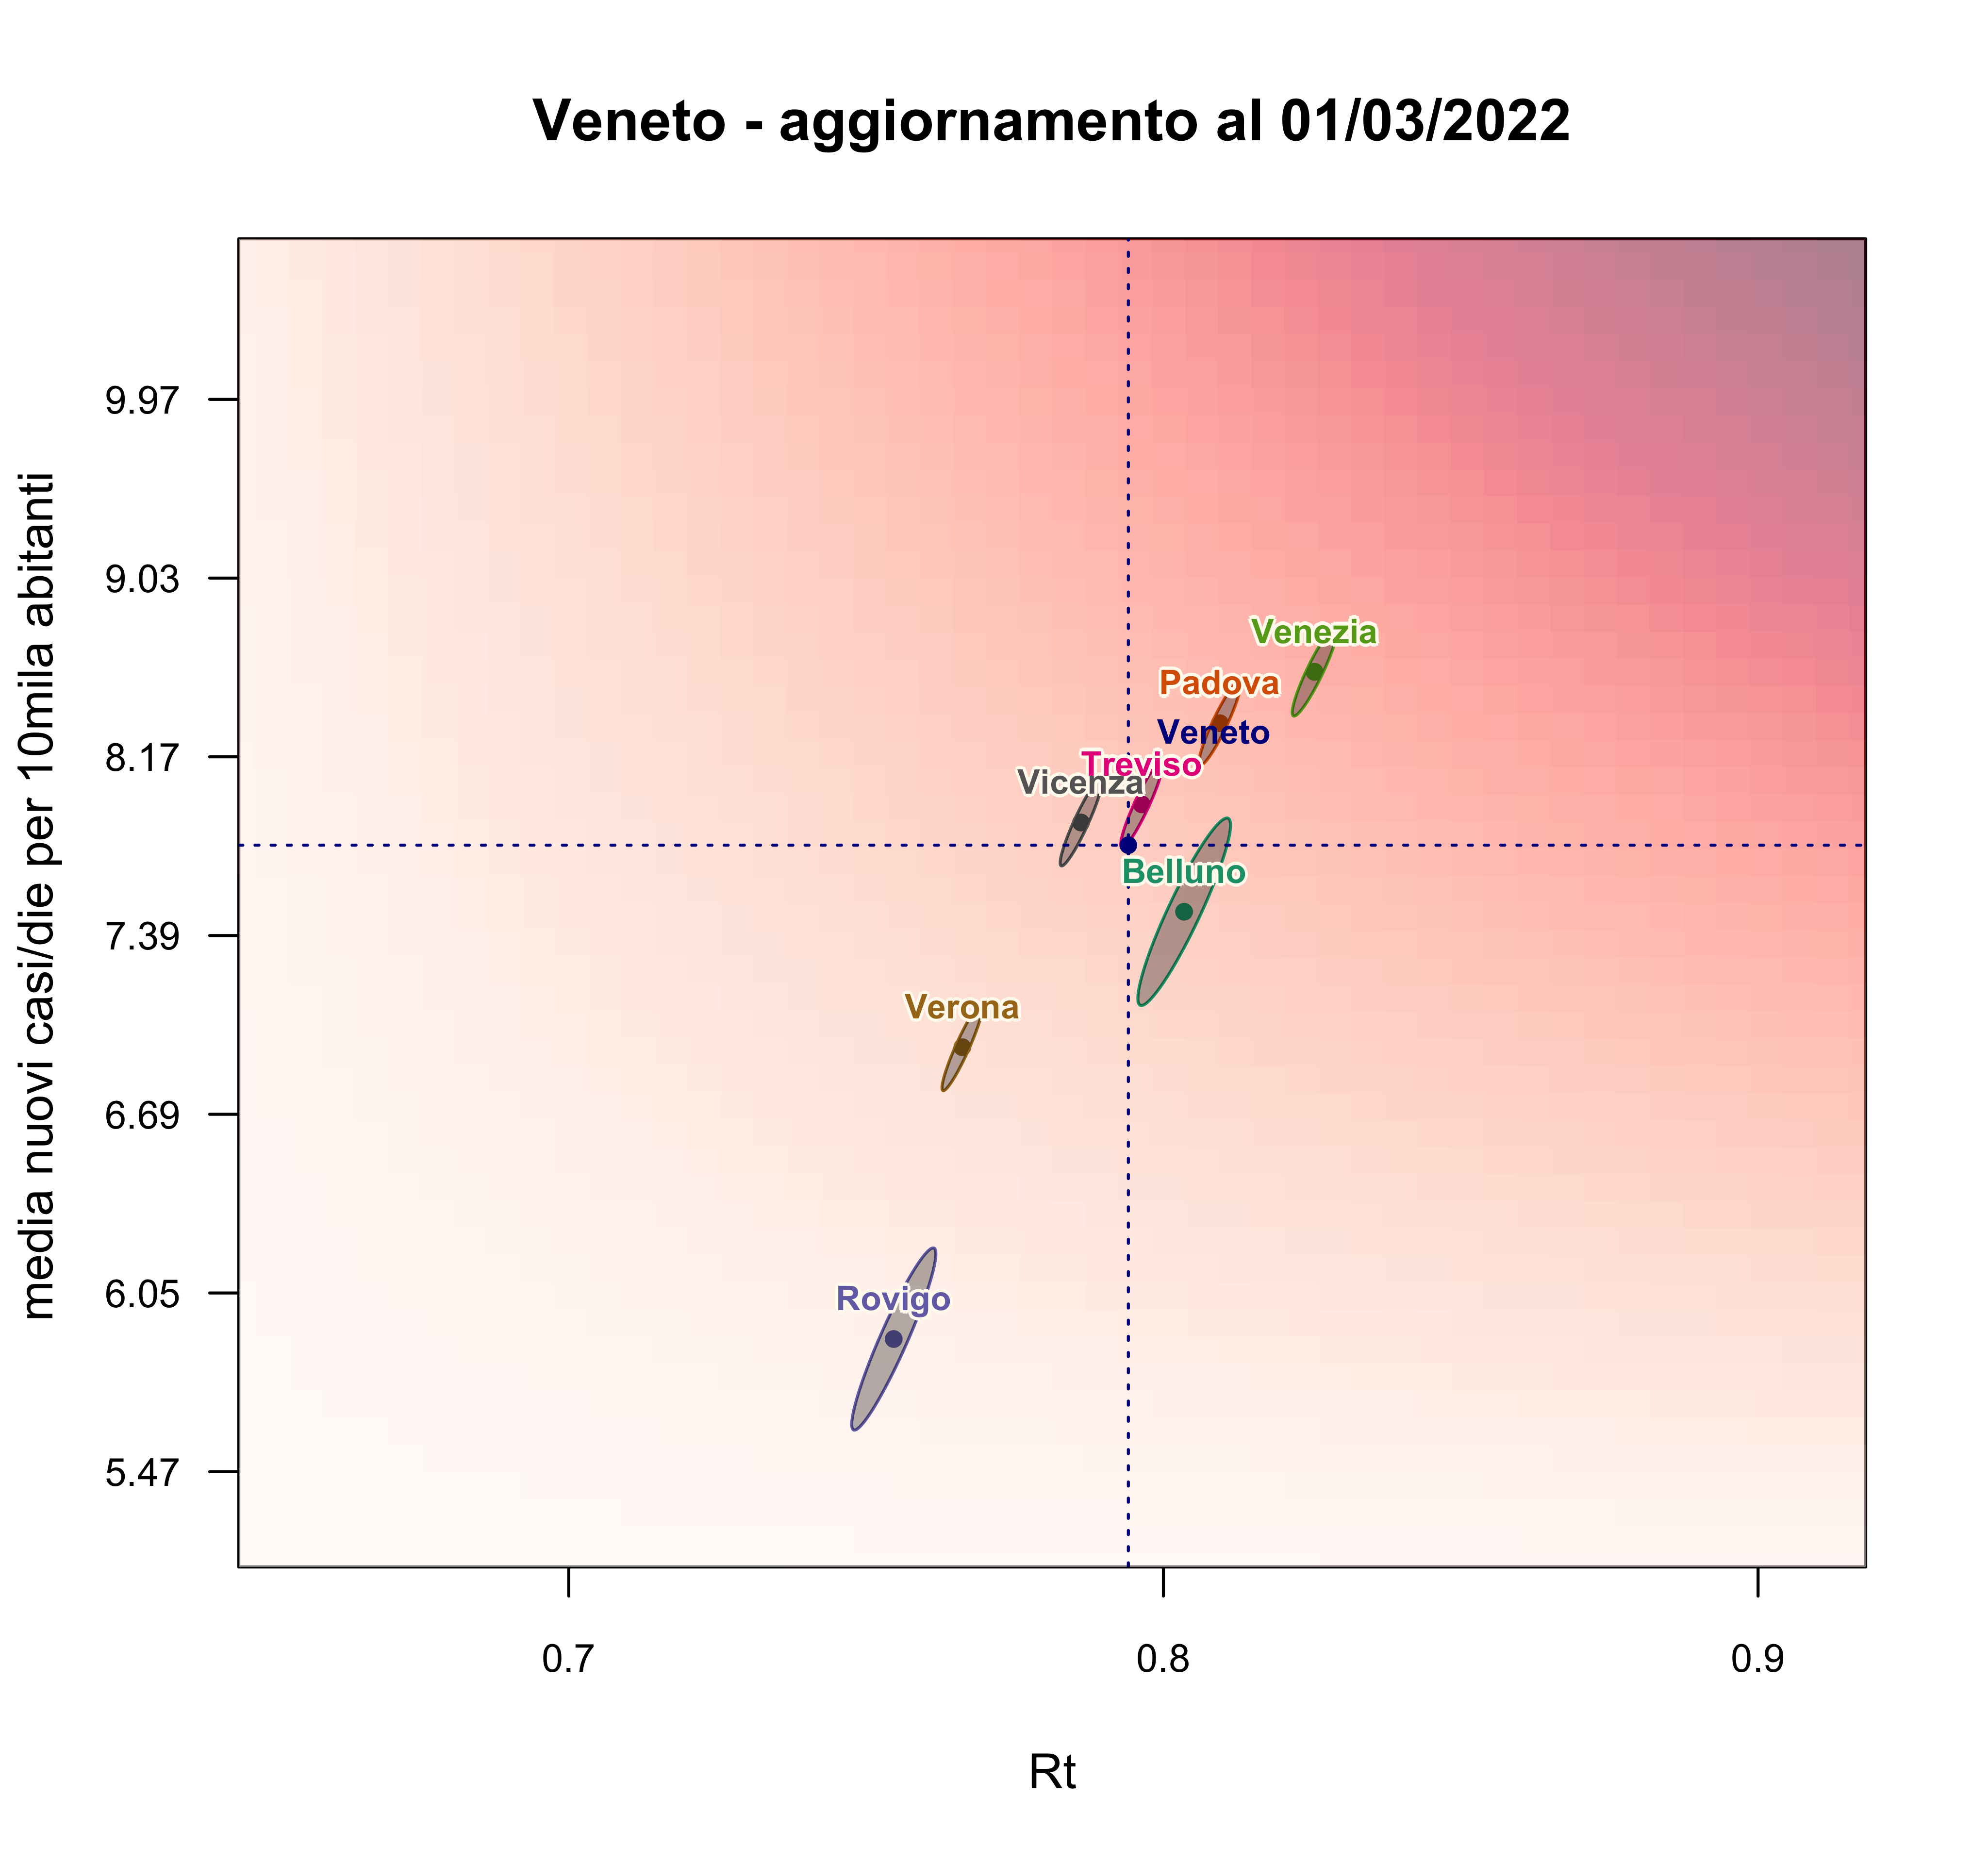 Veneto - aggiornamento al 01/03/2022
media nuovi casi/die per 10mila abitanti
9.97
9.03
8.17
7.39
6.69
6.05
5.47
Venezia
Padova
Veneto
Treviso
Vicenza
Belluno
Verona
Rovigo
0.7
0.8
0.9
Rt